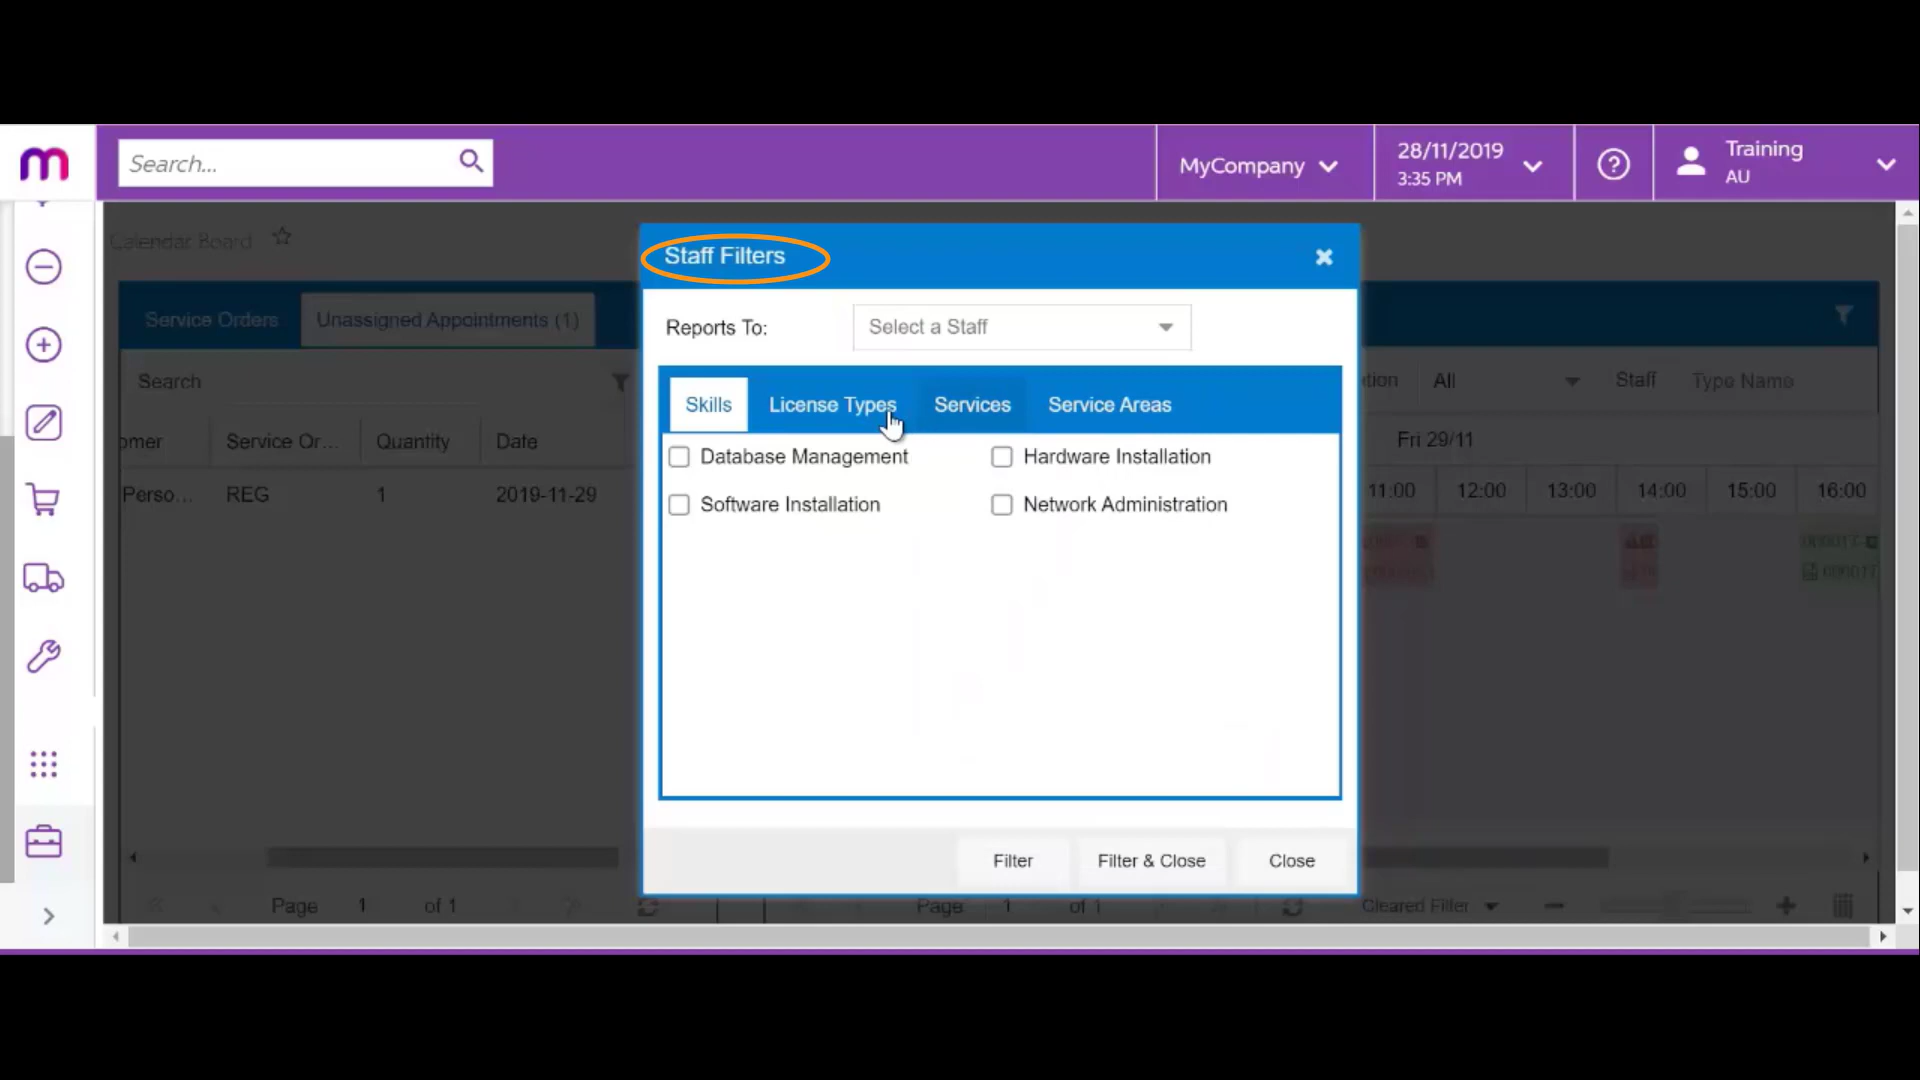 Search...
MyCompany
28/11/2019
3:35 PM
Training
AU
Calendar Board
Staff Filters
Service Orders
Unassigned Appointments (1)
Reports To:
Select a Staff
Search
All
Staff
Type Name
Skills
License Types
Services
Service Areas
Service Or...
Quantity
Date
Fri 29/11
Database Management
Hardware Installation
Perso...
REG
1
2019-11-29
11:00
12:00
13:00
14:00
15:00
16:00
Software Installation
Network Administration
Filter
Filter & Close
Close
Page 1 of 1
Page 1 of 1
Cleared Filter